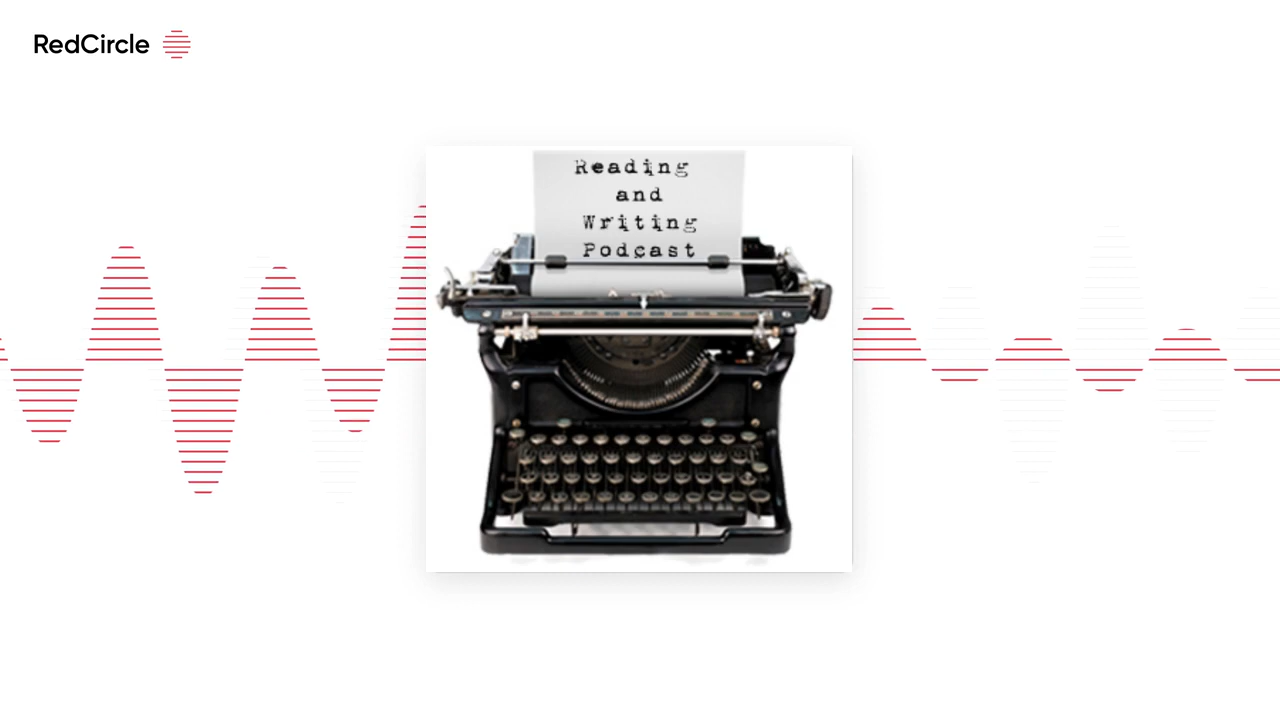 RedCircle
Reading
and
Writing
Podcast